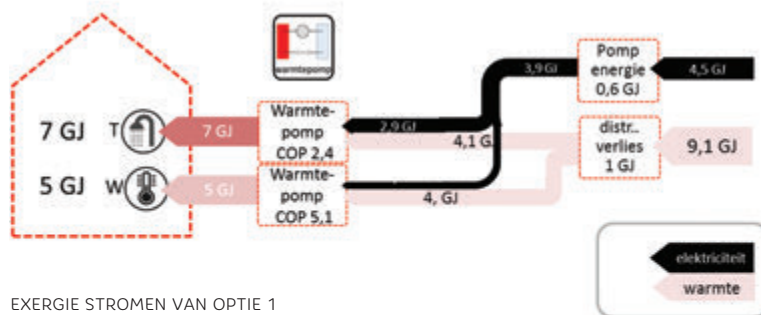 warmtepomp
Pomp
energie
0,6 GJ
3,9 GJ
4,5 GJ
7 GJ
T
7 GJ
Warmte-
pomp
COP 2,4
2,9 GJ
4,1 GJ
distr..
verlies
1 GJ
9,1 GJ
5 GJ
W
5 GJ
Warmte-
pomp
COP 5,1
4, GJ
elektriciteit
warmte
EXERGIE STROMEN VAN OPTIE 1